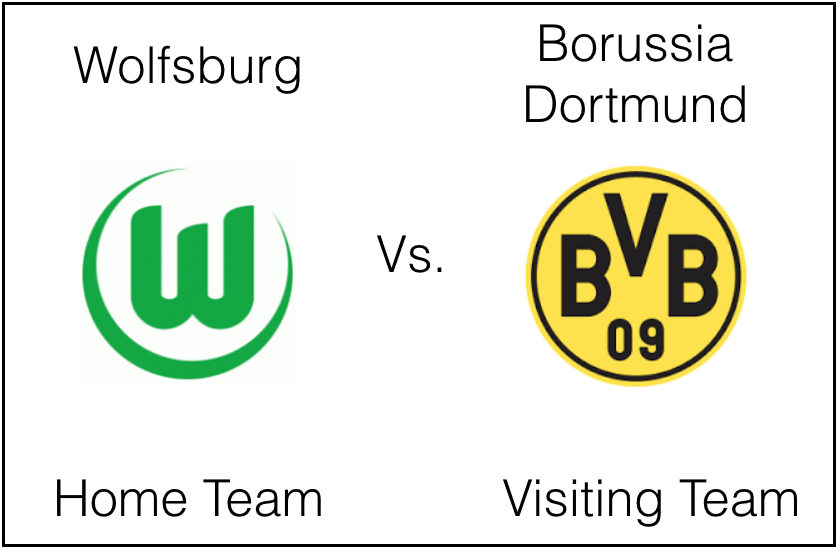 Wolfsburg
Borussia
Dortmund
W
Vs.
BVB
09
Home Team
Visiting Team